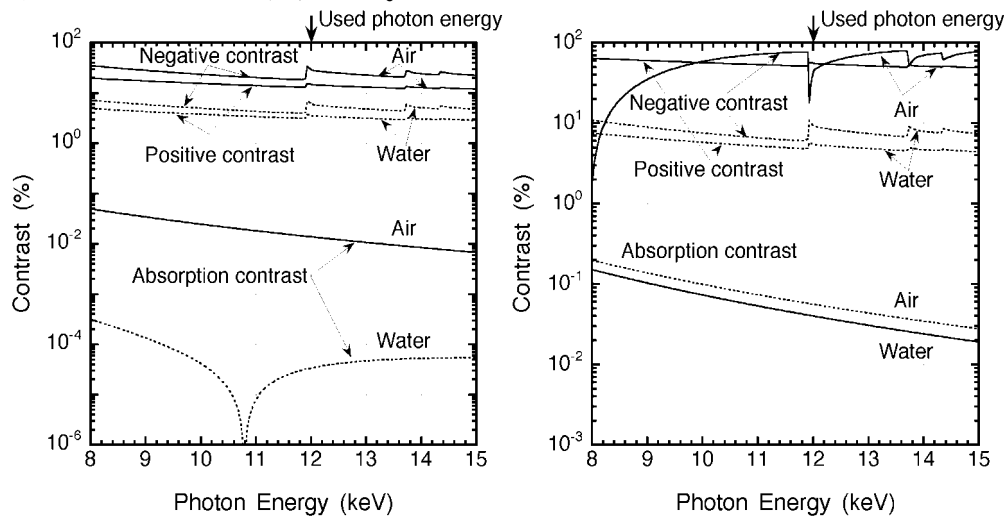 Used photon energy
10^2
Negative contrast
Air
10^0
Positive contrast
Water
10^-2
Air
Absorption contrast
10^-4
Water
10^-6
8 9 10 11 12 13 14 15
Contrast (%)
Photon Energy (keV)
Used photon energy
10^2
Negative contrast
Air
10^1
Positive contrast
Water
10^0
Absorption contrast
10^-1
Air
Water
10^-2
10^-3
8 9 10 11 12 13 14 15
Contrast (%)
Photon Energy (keV)